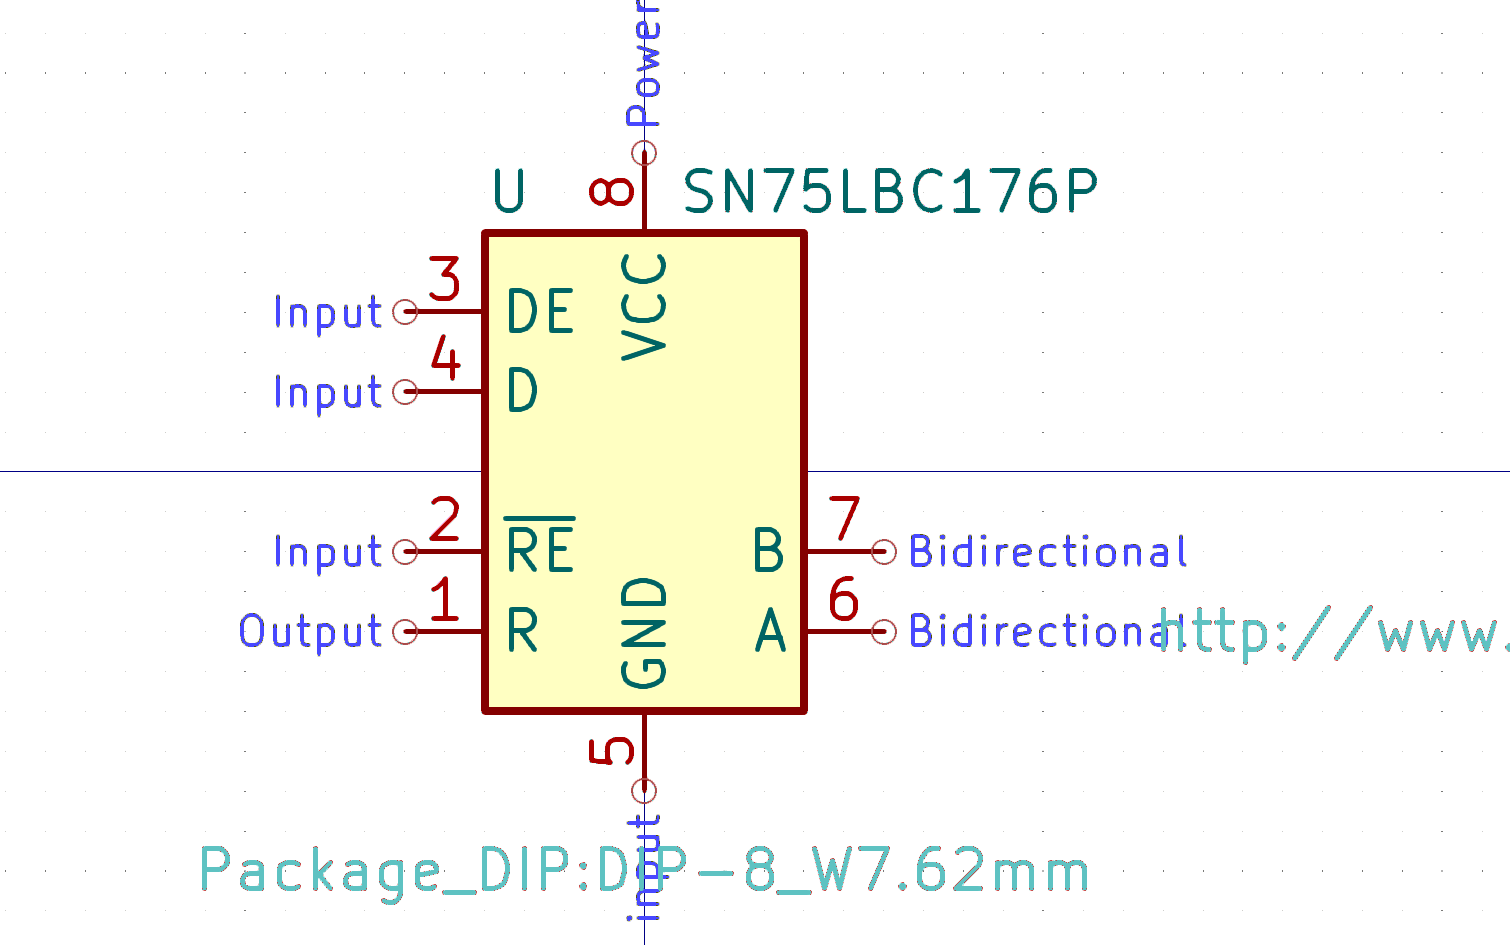 Power
U
8
SN75LBC176P
VCC
3
Input
DE
4
Input
D
2
Input
RE
7
B
Bidirectional
1
Output
R
GND
6
A
Bidirectional
http://www.
5
input
Package_DIP:DIP-8_W7.62mm